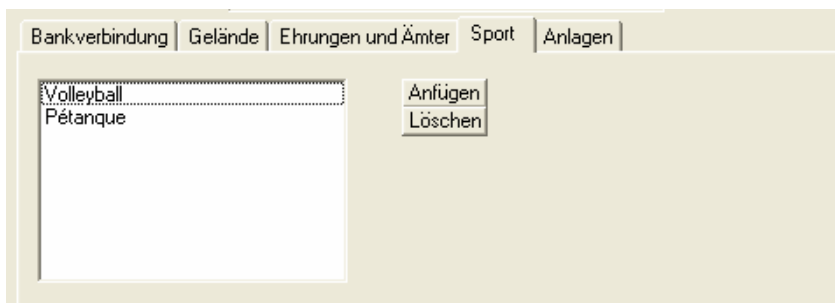 Bankverbindung Gelände Ehrungen und Ämter Sport Anlagen
Volleyball Anfügen
Pétanque Löschen